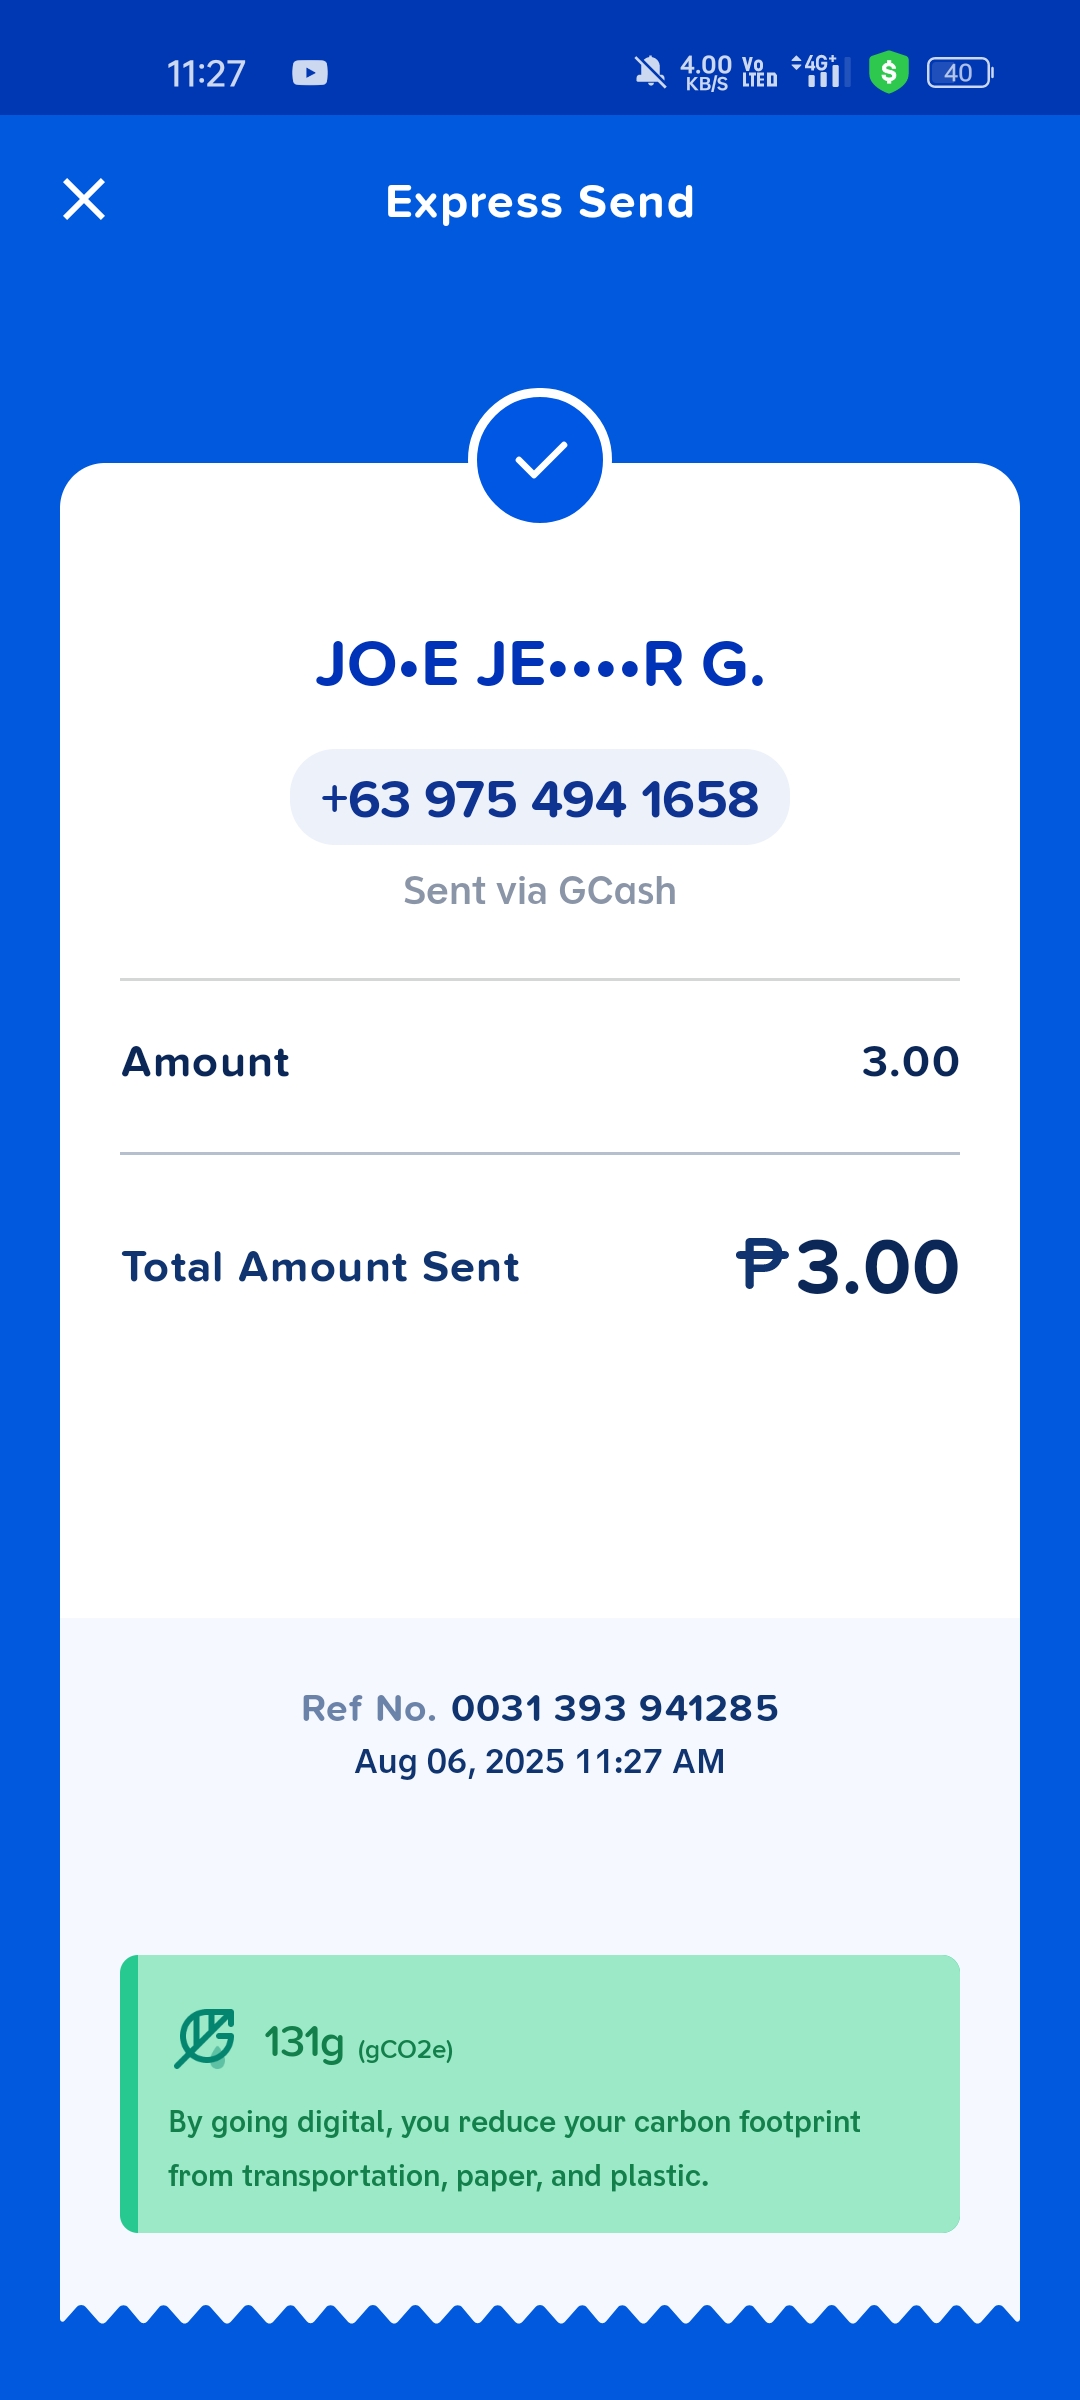 11:27
4.00 KB/S
Vo LTE
4G+
$
40
Express Send
JO•E JE••••R G.
+63 975 494 1658
Sent via GCash
Amount 3.00
Total Amount Sent ₱3.00
Ref No. 0031 393 941285
Aug 06, 2025 11:27 AM
131g (gCO2e)
By going digital, you reduce your carbon footprint
from transportation, paper, and plastic.